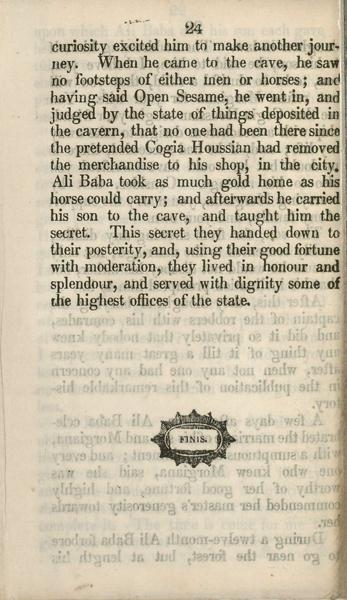 24
curiosity excited him to make another jour-
ney. When he came to the cave, he saw
no footsteps of either men or horses; and
having said Open Sesame, he went in, and
judged by the state of things deposited in
the cavern, that no one had been there since
the pretended Cogia Houssian had removed
the merchandise to his shop, in the city.
Ali Baba took as much gold home as his
horse could carry; and afterwards he carried
his son to the cave, and taught him the
secret. This secret they handed down to
their posterity, and, using their good fortune
with moderation, they lived in honour and
splendour, and served with dignity some of
the highest offices of the state.
FINIS.